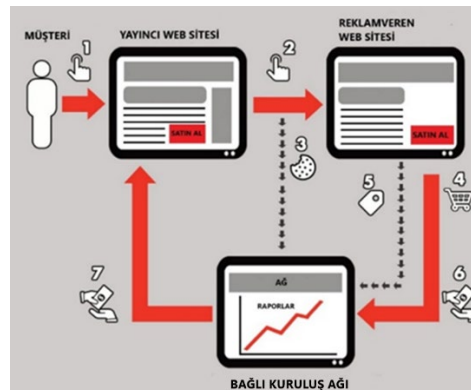 MÜŞTERİ
1
YAYINCI WEB SİTESİ
2
REKLAMVEREN
WEB SİTESİ
SATIN AL
SATIN AL
3
5
4
7
6
AĞ
RAPORLAR
BAĞLI KURULUŞ AĞI